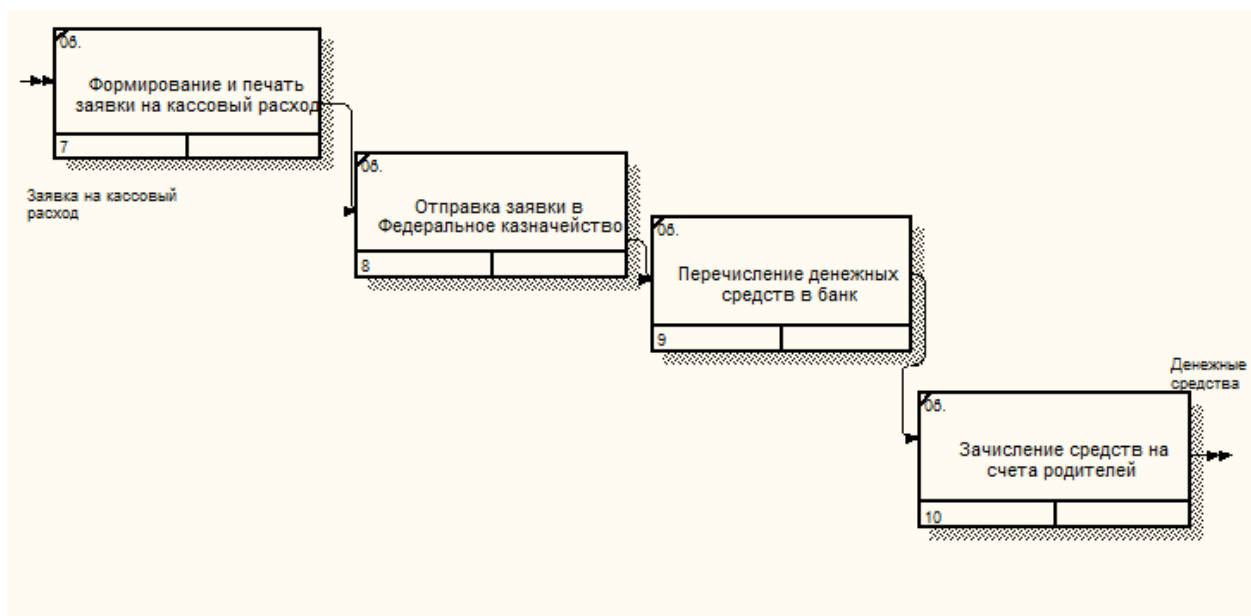 0б.
Формирование и печать
заявки на кассовый расход
7
Заявка на кассовый
расход
0б.
Отправка заявки в
Федеральное казначейство
8
0б.
Перечисление денежных
средств в банк
9
Денежные
средства
0б.
Зачисление средств на
счета родителей
10